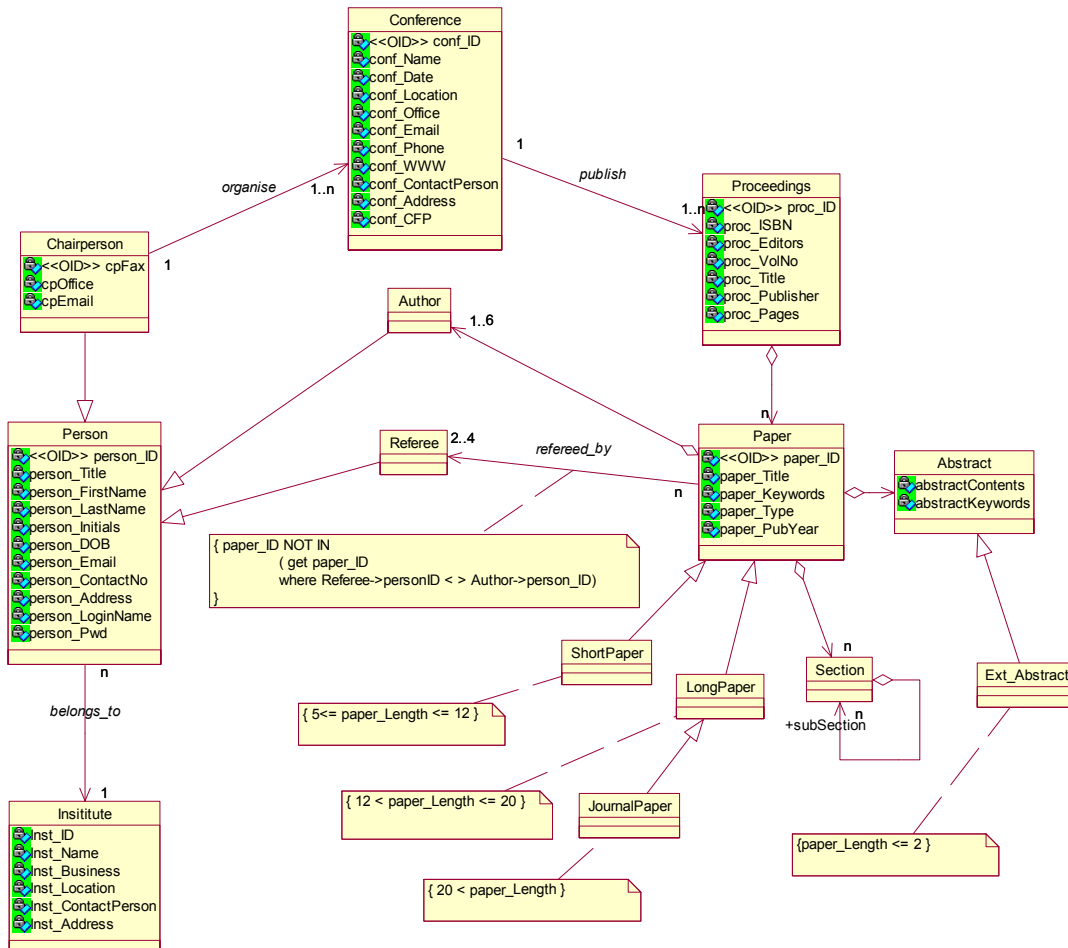 Conference
<<OID>> conf_ID
conf_Name
conf_Date
conf_Location
conf_Office
conf_Email
conf_Phone
conf_WWW
conf_ContactPerson
conf_Address
conf_CFP
organise
1..n
1
1
publish
1..n
Proceedings
<<OID>> proc_ID
proc_ISBN
proc_Editors
proc_VolNo
proc_Title
proc_Publisher
proc_Pages
Chairperson
<<OID>> cpFax
cpOffice
cpEmail
Author
1..6
n
Person
<<OID>> person_ID
person_Title
person_FirstName
person_LastName
person_Initials
person_DOB
person_Email
person_ContactNo
person_Address
person_LoginName
person_Pwd
Referee
2..4
refereed_by
n
Paper
<<OID>> paper_ID
paper_Title
paper_Keywords
paper_Type
paper_PubYear
Abstract
abstractContents
abstractKeywords
{ paper_ID NOT IN
( get paper_ID
where Referee->personID < > Author->person_ID)
}
ShortPaper
{ 5<= paper_Length <= 12 }
LongPaper
{ 12 < paper_Length <= 20 }
JournalPaper
{ 20 < paper_Length }
n
Section
n
+subSection
Ext_Abstract
{paper_Length <= 2 }
n
belongs_to
1
Insititute
Inst_ID
Inst_Name
Inst_Business
Inst_Location
Inst_ContactPerson
Inst_Address